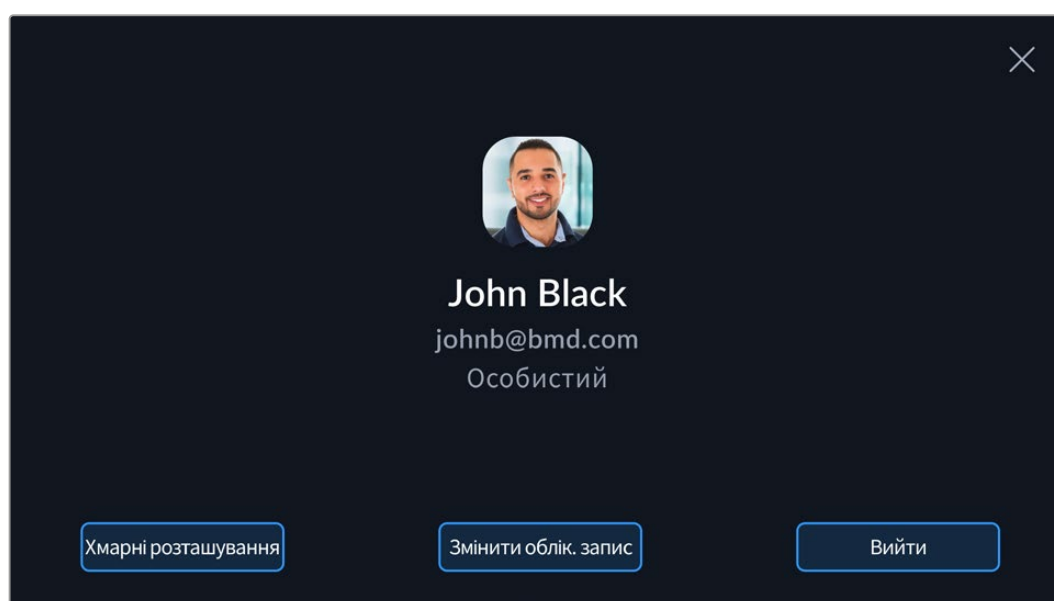 John Black
johnb@bmd.com
Особистий
Хмарні розташування
Змінити облік. запис
Вийти